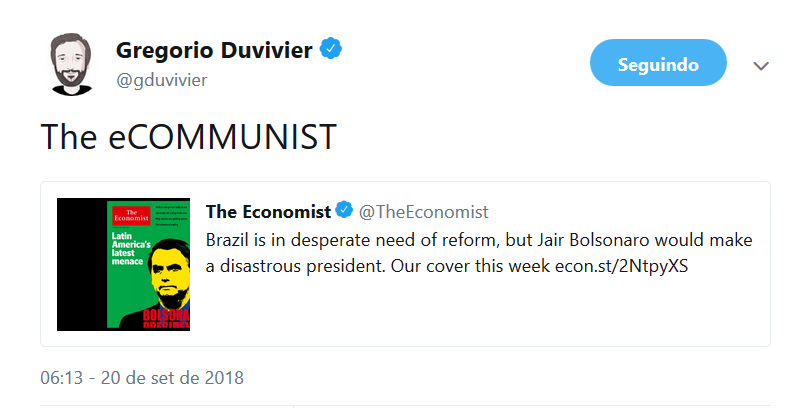 Gregorio Duvivier
@gduvivier
Seguindo
The eCOMMUNIST
The
Economist
Latin
America's
latest
menace
The Economist @TheEconomist
Brazil is in desperate need of reform, but Jair Bolsonaro would make
a disastrous president. Our cover this week econ.st/2NtpyXS
06:13 - 20 de set de 2018